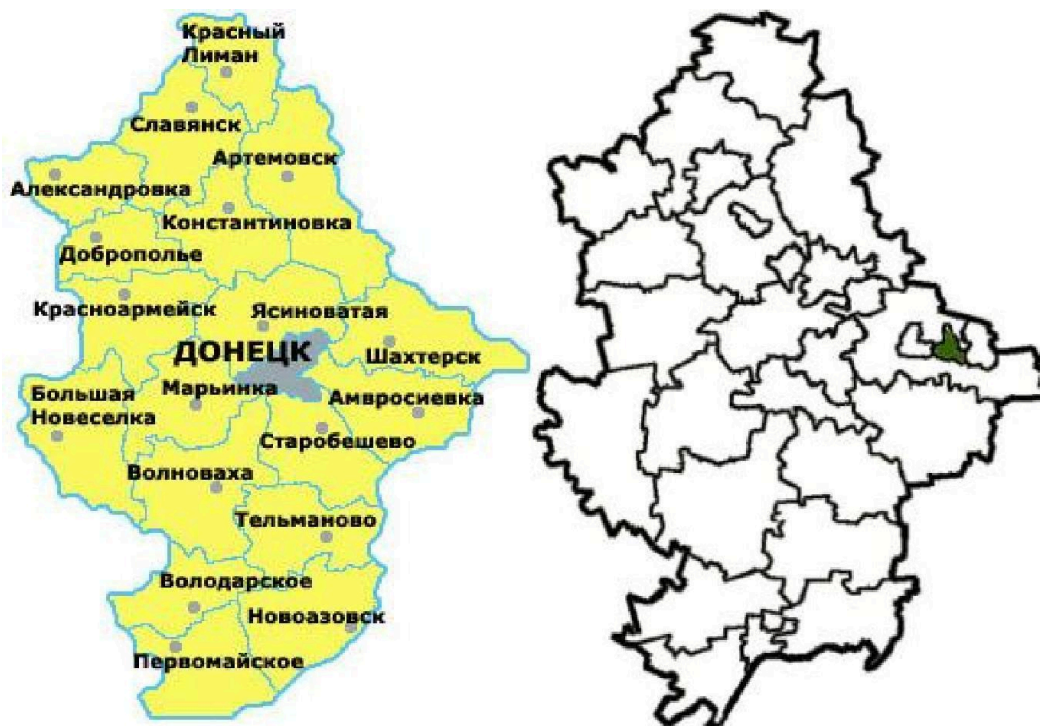 Красный
Лиман
Славянск
Артемовск
Александровка
Константиновка
Доброполье
Красноармейск
Ясиноватая
ДОНЕЦК
Шахтерск
Большая
Новеселка
Марьинка
Амвросиевка
Старобешево
Волноваха
Тельманово
Володарское
Новоазовск
Первомайское